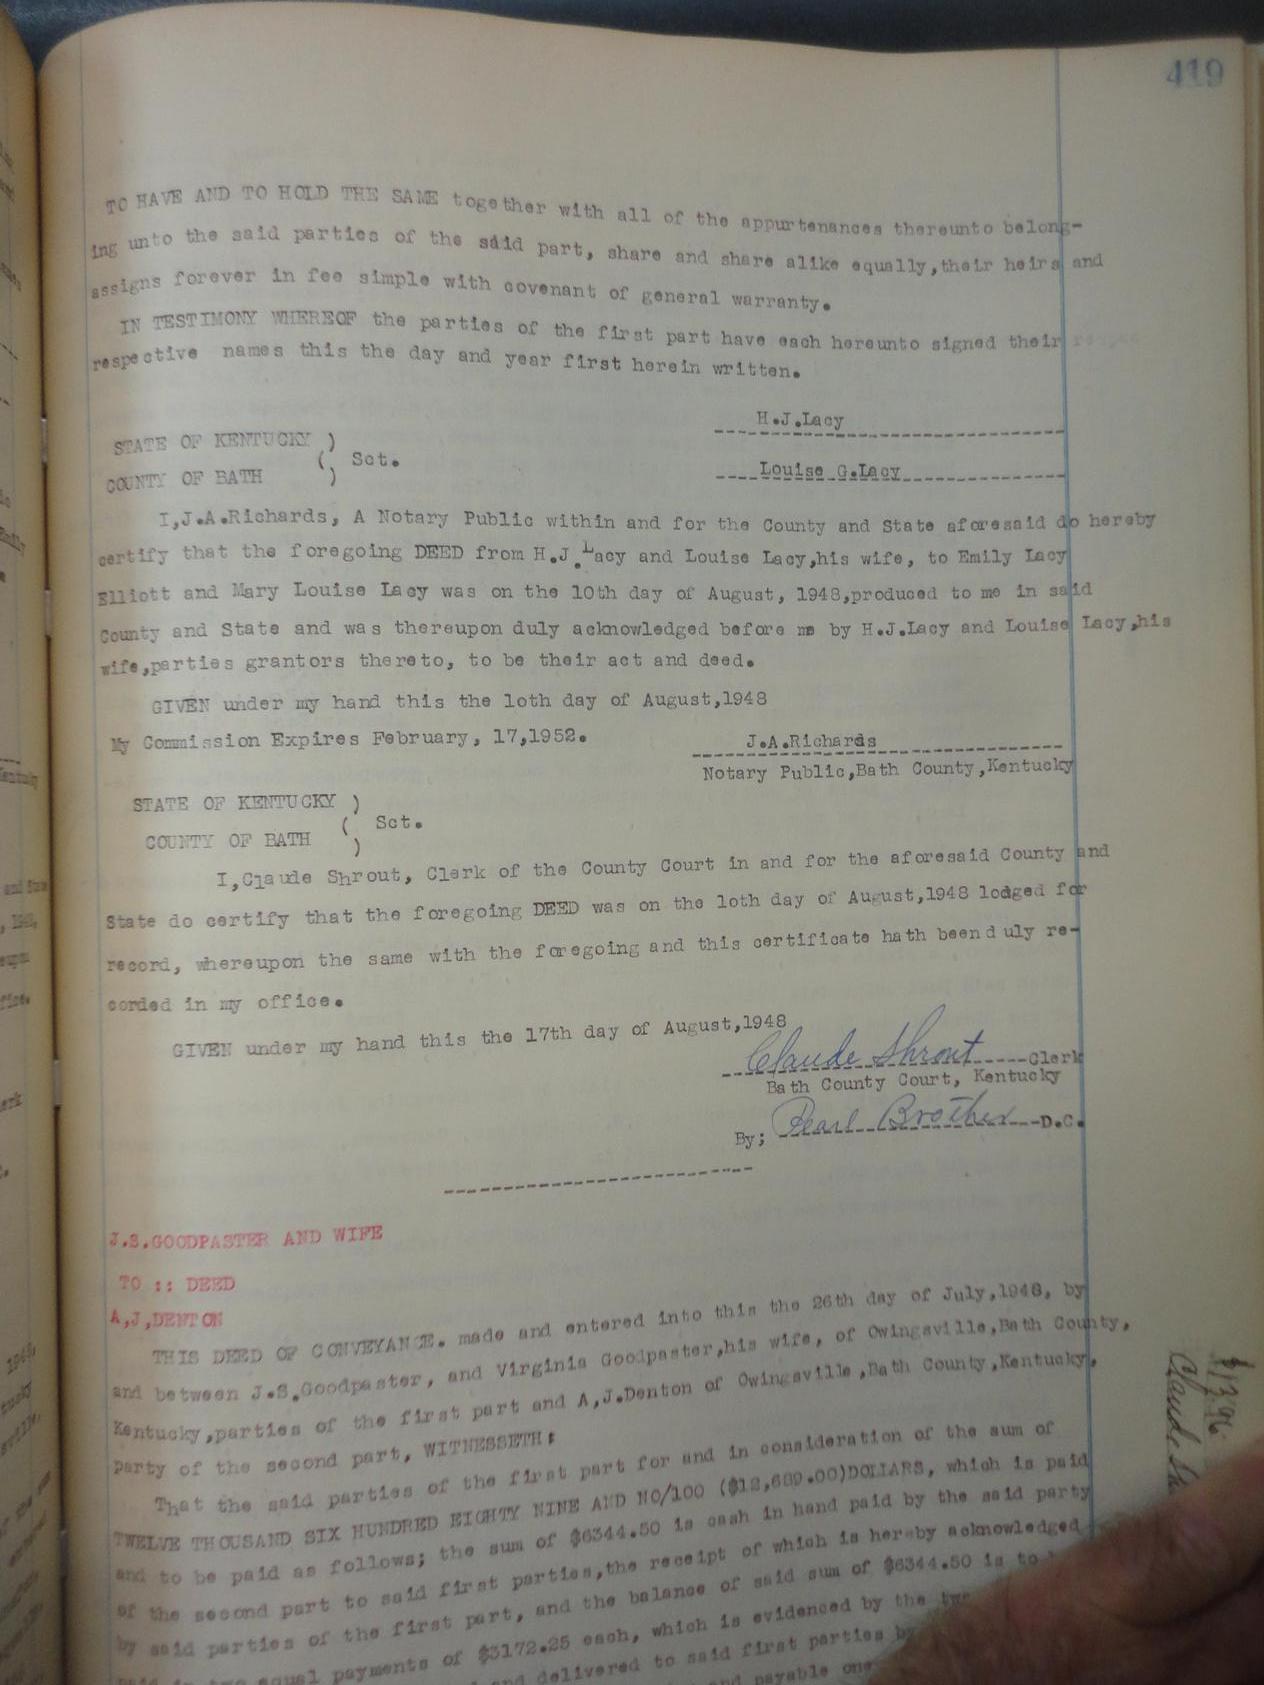 419
TO HAVE AND TO HOLD THE SAME together with all of the appurtenances thereunto belong-
ing unto the said parties of the said part, share and share alike equally,their heirs and
assigns forever in fee simple with covenant of general warranty.
IN TESTIMONY WHEREOF the parties of the first part have each hereunto signed their
respective names this the day and year first herein written.
H.J.Lacy
STATE OF KENTUCKY )
( Sct.
Louise G.Lacy
COUNTY OF BATH )
I,J.A.Richards, A Notary Public within and for the County and State aforesaid do hereby
certify that the foregoing DEED from H.J.Lacy and Louise Lacy,his wife, to Emily Lacy
Elliott and Mary Louise Lacy was on the 10th day of August, 1948,produced to me in said
County and State and was thereupon duly acknowledged before me by H.J.Lacy and Louise Lacy,his
wife,parties grantors thereto, to be their act and deed.
GIVEN under my hand this the loth day of August,1948
My Commission Expires February, 17,1952.
J.A.Richards
Notary Public,Bath County,Kentucky
STATE OF KENTUCKY )
( Sct.
COUNTY OF BATH )
I,Claude Shrout, Clerk of the County Court in and for the aforesaid County and
State do certify that the foregoing DEED was on the loth day of August,1948 lodged for
record, whereupon the same with the foregoing and this certificate hath beend uly re-
corded in my office.
GIVEN under my hand this the 17th day of August,1948
Claude Shrout-----Clerk
Bath County Court, Kentucky
By; Pearl Brother---D.C.
J.S.GOODPASTER AND WIFE
TO :: DEED
A,J,DENTON
THIS DEED OF CONVEYANCE. made and entered into this the 26th day of July,1948, by
and between J.S.Goodpaster, and Virginia Goodpaster,his wife, of Owingsville,Bath County,
Kentucky,parties of the first part and A,J.Denton of Owingsville,Bath County,Kentucky,
party of the second part, WITNESSETH:
That the said parties of the first part for and in consideration of the sum of
TWELVE THOUSAND SIX HUNDRED EIGHTY NINE AND NO/100 ($12,689.00)DOLLARS, which is paid
and to be paid as follows; the sum of $6344.50 is cash in hand paid by the said party
of the second part to said first parties,the receipt of which is hereby acknowledged
by said parties of the first part, and the balance of said sum of $6344.50 is to
paid in two equal payments of $3172.25 each, which is evidenced by the
and delivered to said first parties by
and payable one